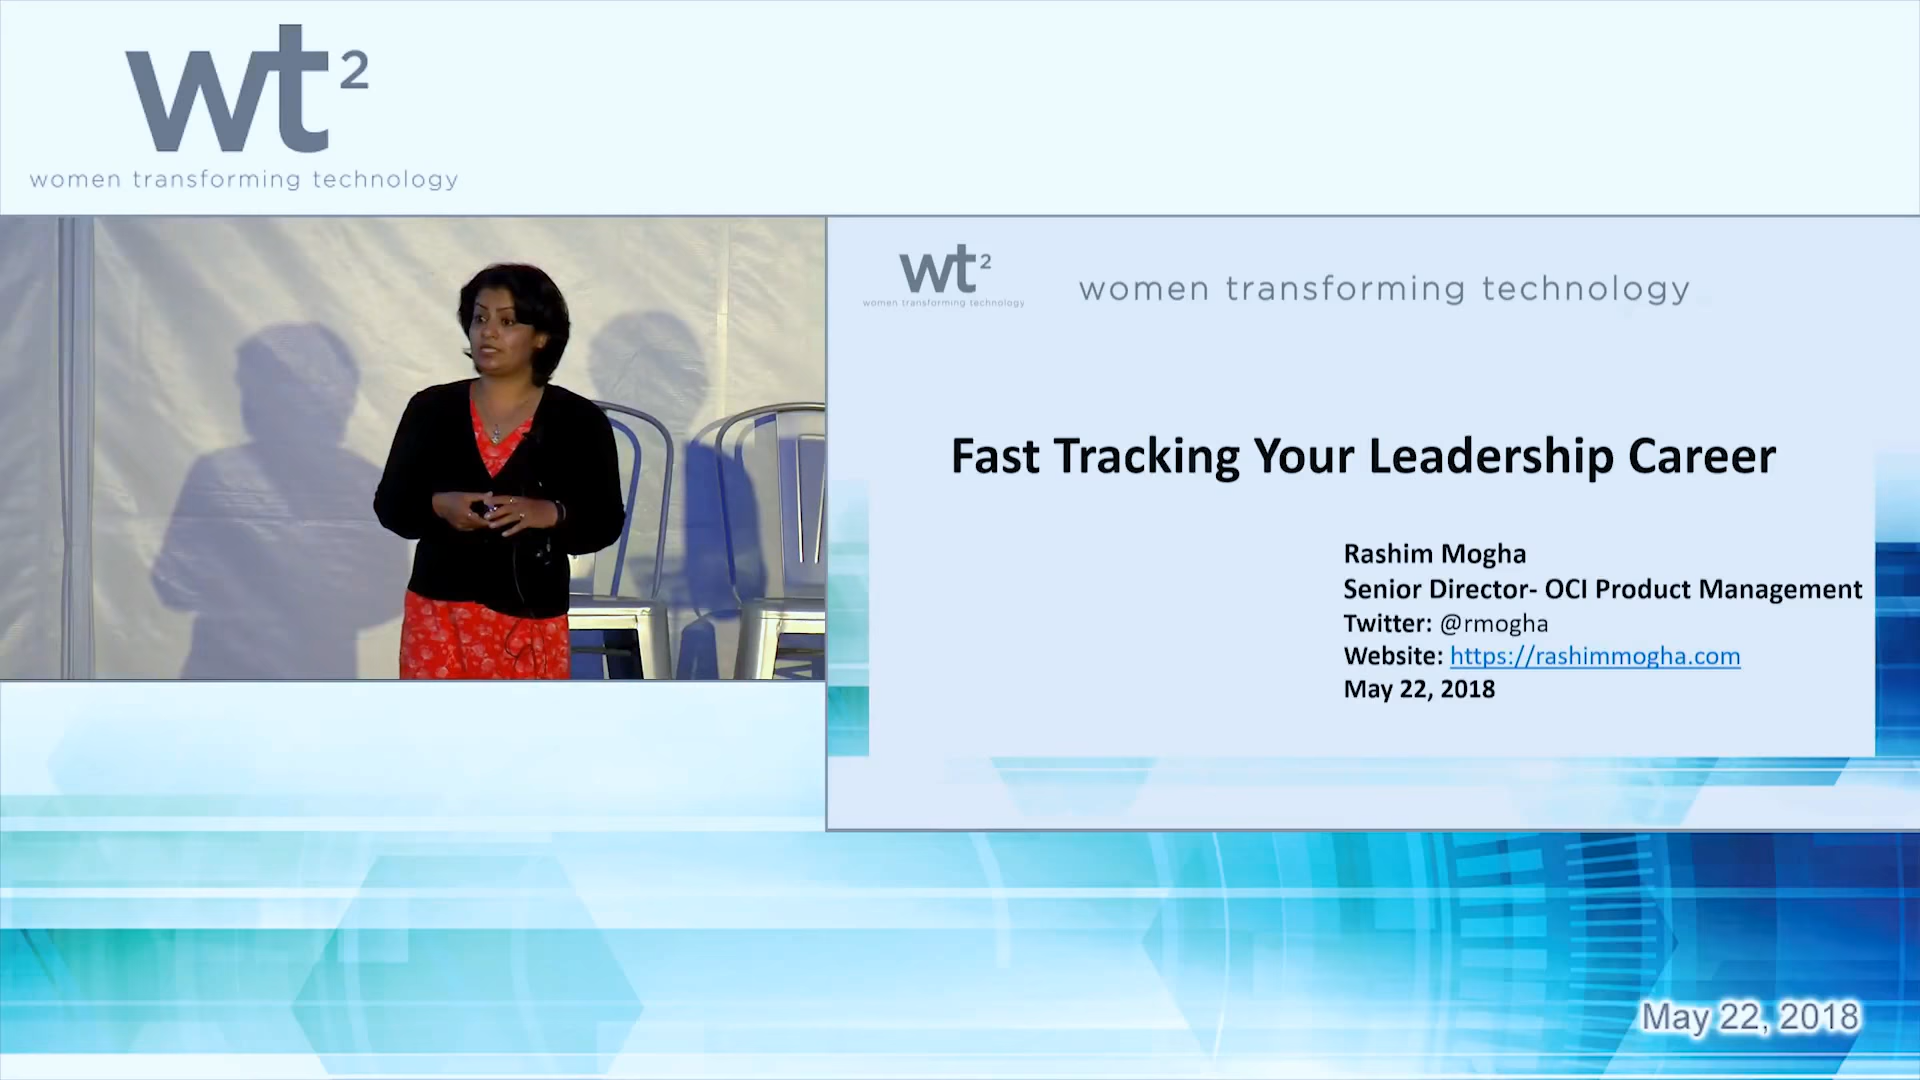 wt²
women transforming technology
wt²
women transforming technology
women transforming technology
Fast Tracking Your Leadership Career
Rashim Mogha
Senior Director- OCI Product Management
Twitter: @rmogha
Website: https://rashimmogha.com
May 22, 2018
May 22, 2018